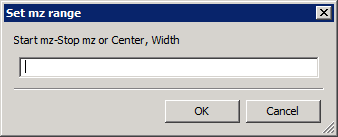 Set mz range
Start mz-Stop mz or Center, Width
OK
Cancel